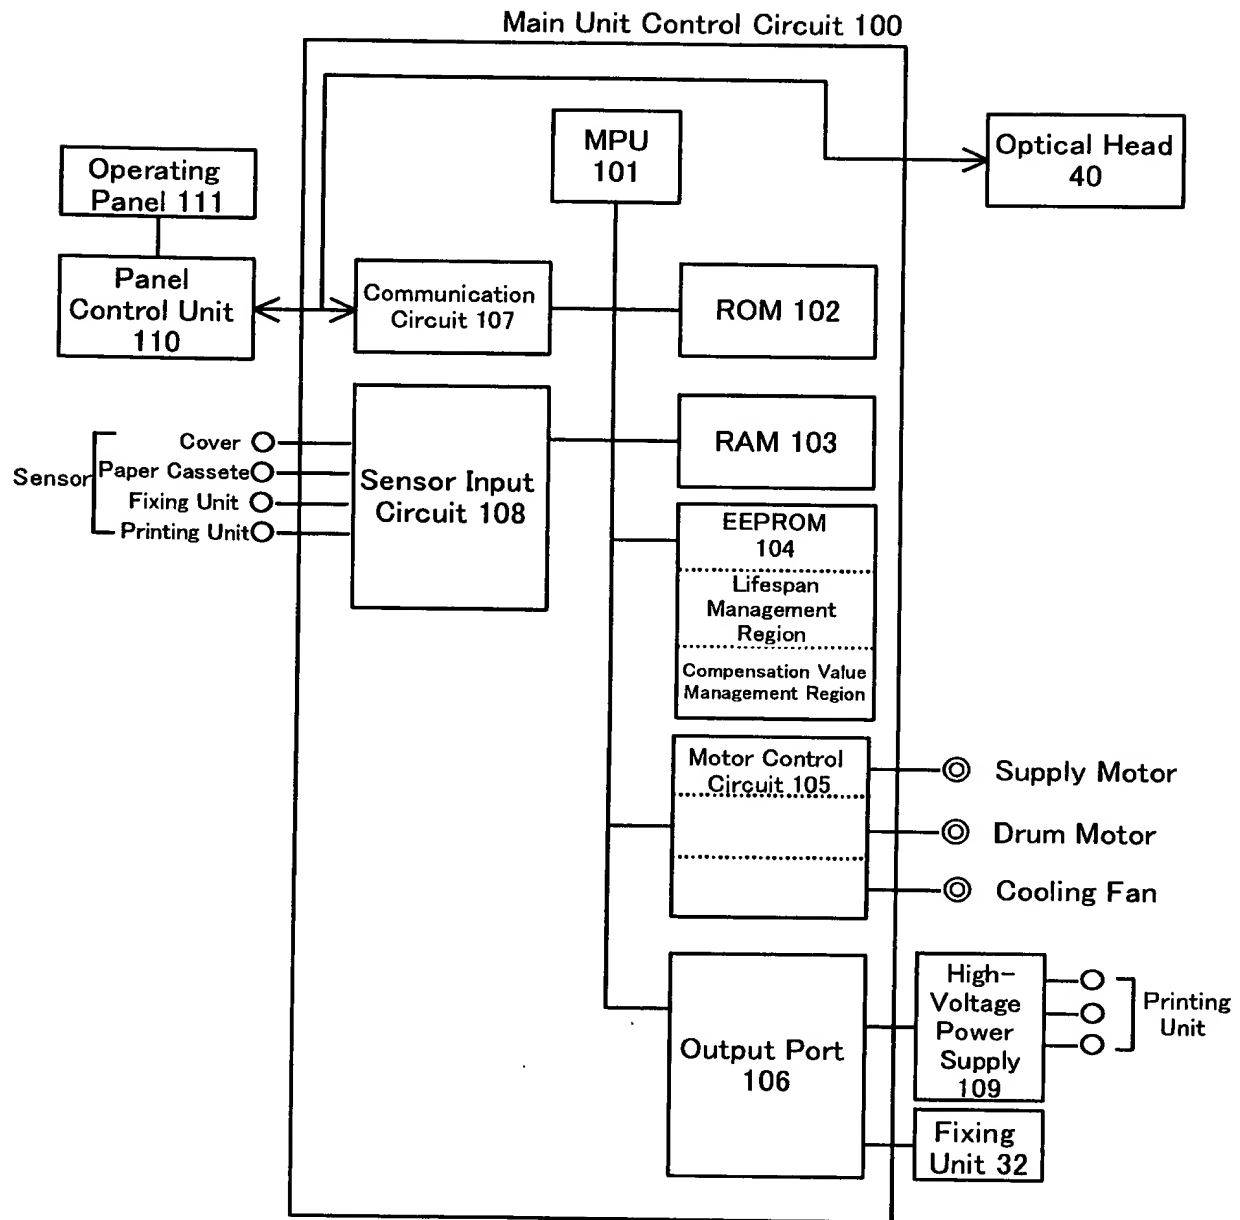 Main Unit Control Circuit 100
MPU
101
Optical Head
40
Operating
Panel 111
Panel
Control Unit
110
Communication
Circuit 107
ROM 102
Sensor
Cover
Paper Cassete
Fixing Unit
Printing Unit
Sensor Input
Circuit 108
RAM 103
EEPROM
104
Lifespan
Management
Region
Compensation Value
Management Region
Motor Control
Circuit 105
Supply Motor
Drum Motor
Cooling Fan
Output Port
106
High-
Voltage
Power
Supply
109
Printing
Unit
Fixing
Unit 32